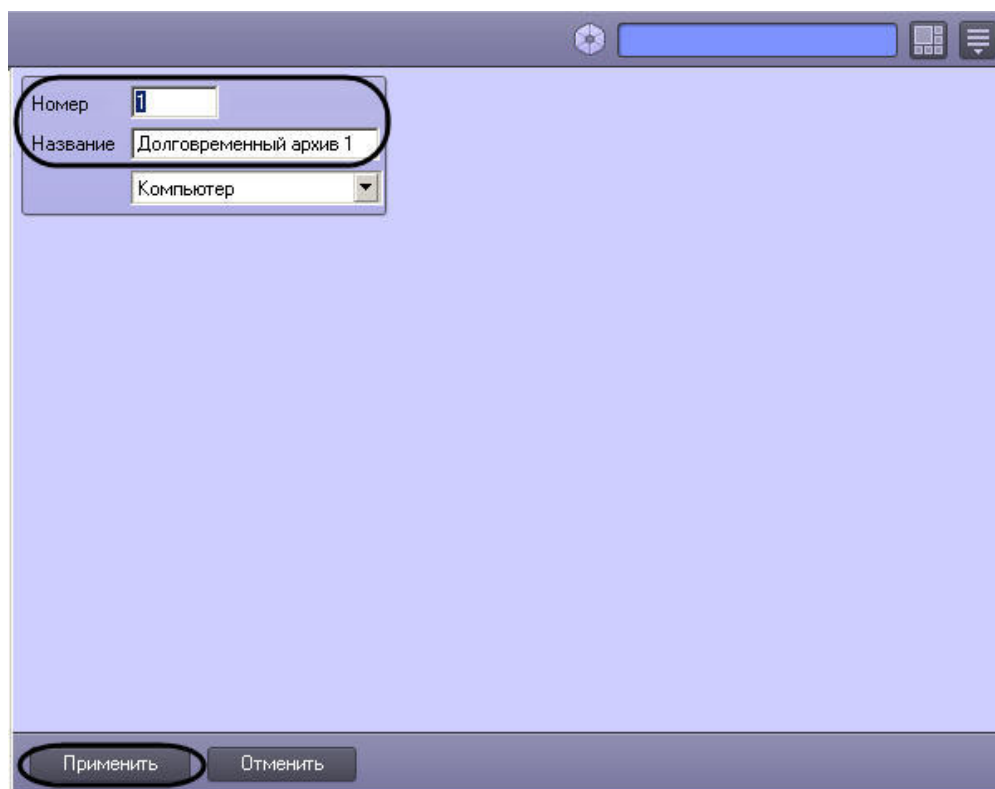 Номер 1
Название Долговременный архив 1
Компьютер
Применить Отменить